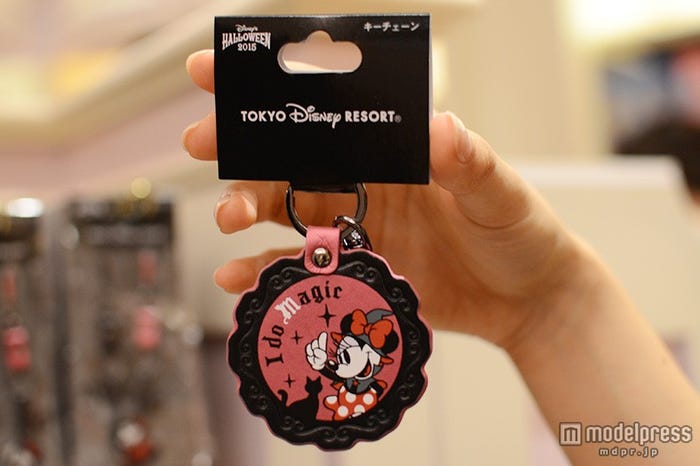 Disney's
HALLOWEEN
2015
キーチェーン
TOKYO Disney RESORT®
I do Magic
modelpress
mdpr.jp